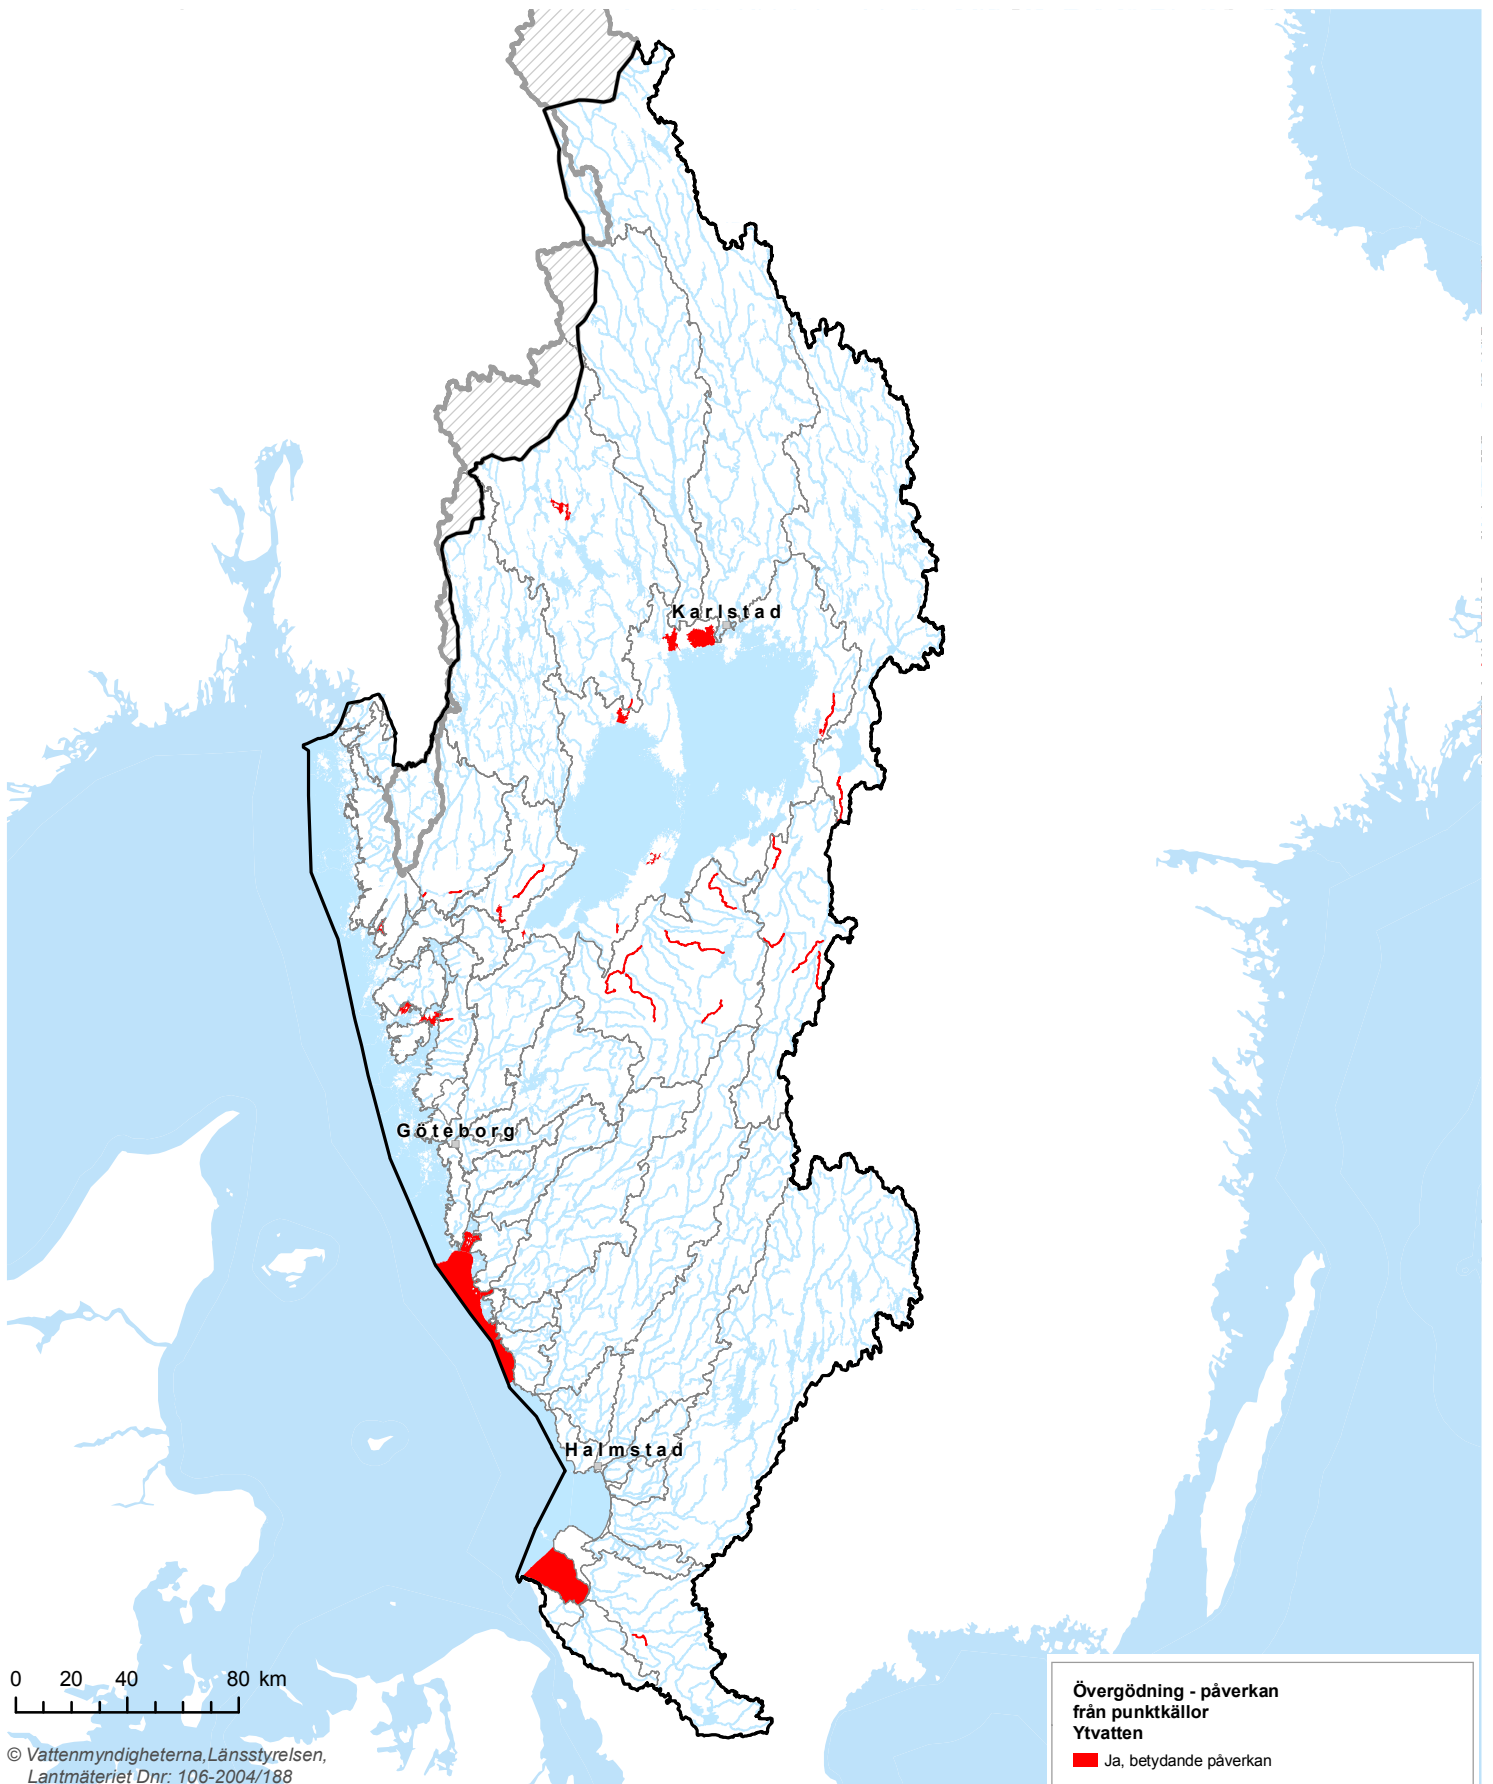 Karlstad
Göteborg
Halmstad
0 20 40 80 km
© Vattenmyndigheterna,Länsstyrelsen,
Lantmäteriet Dnr: 106-2004/188
Övergödning - påverkan
från punktkällor
Ytvatten
Ja, betydande påverkan